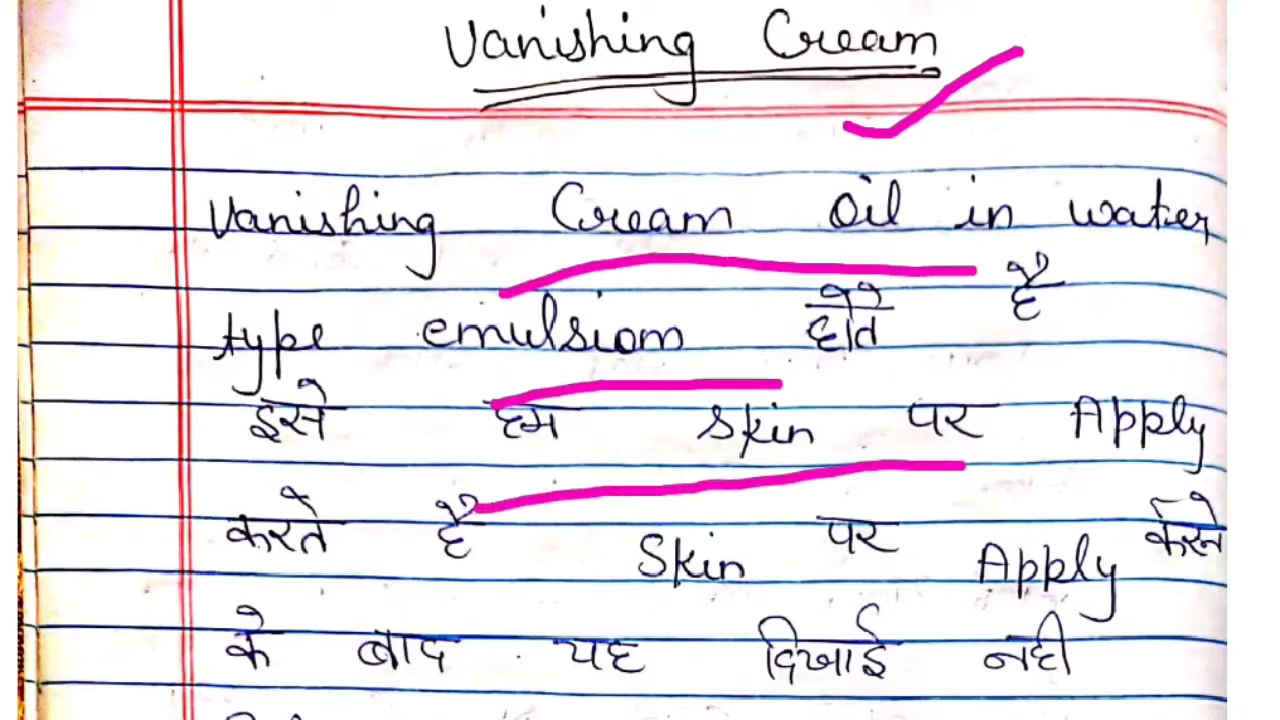 Vanishing Cream
Vanishing Cream Oil in water
type emulsion होते है
इसे हम Skin पर Apply
करते है Skin पर Apply करने
के बाद यह दिखाई नही